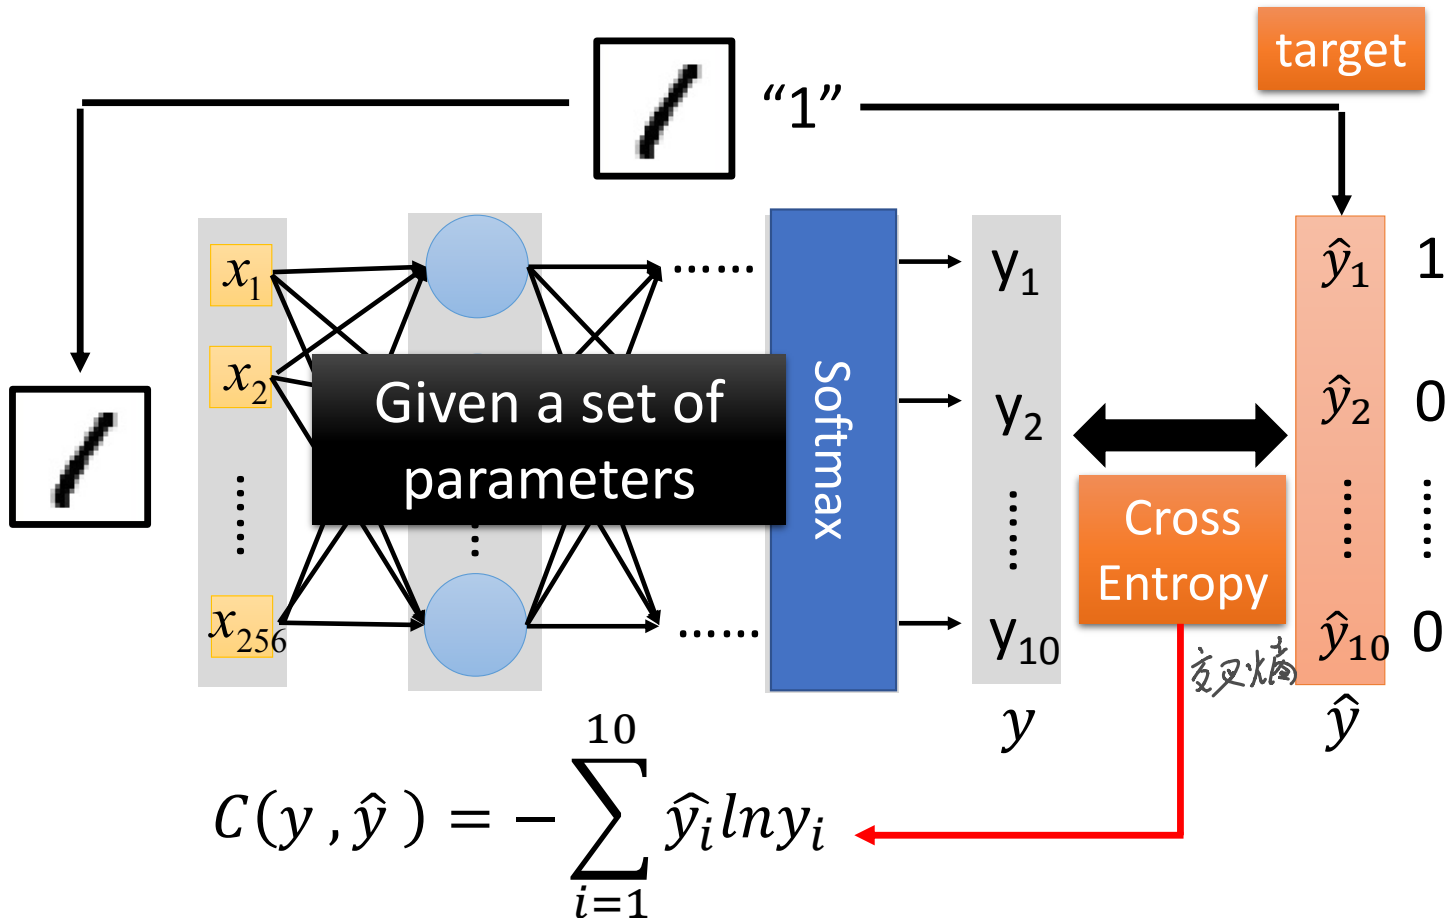 target
“1”
x₁
x₂
⋮
x₂₅₆
Given a set of
parameters
……
……
Softmax
y₁
y₂
⋮
y₁₀
y
Cross
Entropy
交叉熵
ŷ₁ 1
ŷ₂ 0
⋮ ⋮
ŷ₁₀ 0
ŷ
C(y , ŷ) = − ∑_{i=1}^{10} ŷᵢ lnyᵢ